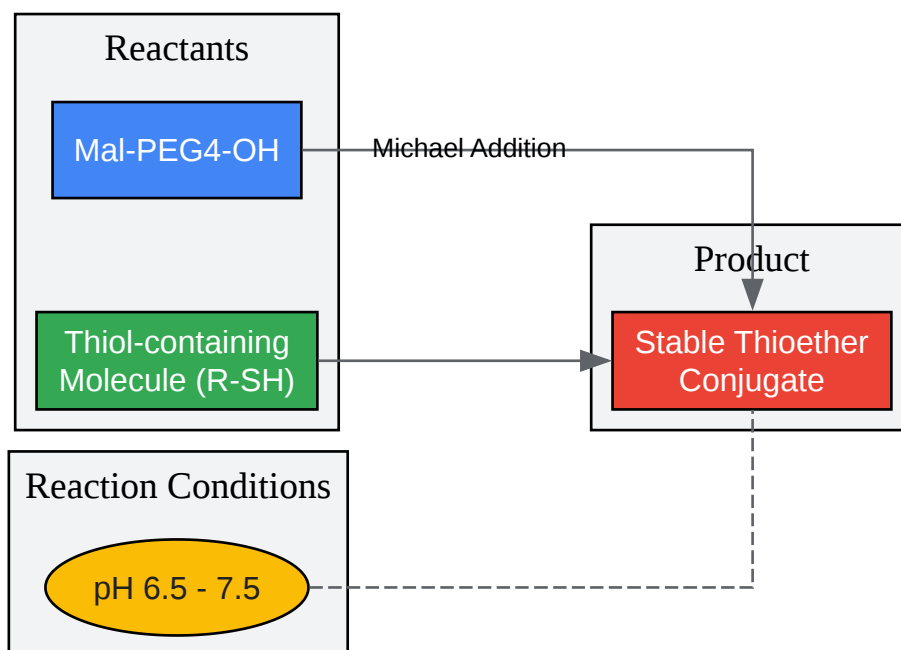 Reactants
Mal-PEG4-OH
Michael Addition
Product
Thiol-containing
Molecule (R-SH)
Stable Thioether
Conjugate
Reaction Conditions
pH 6.5 - 7.5